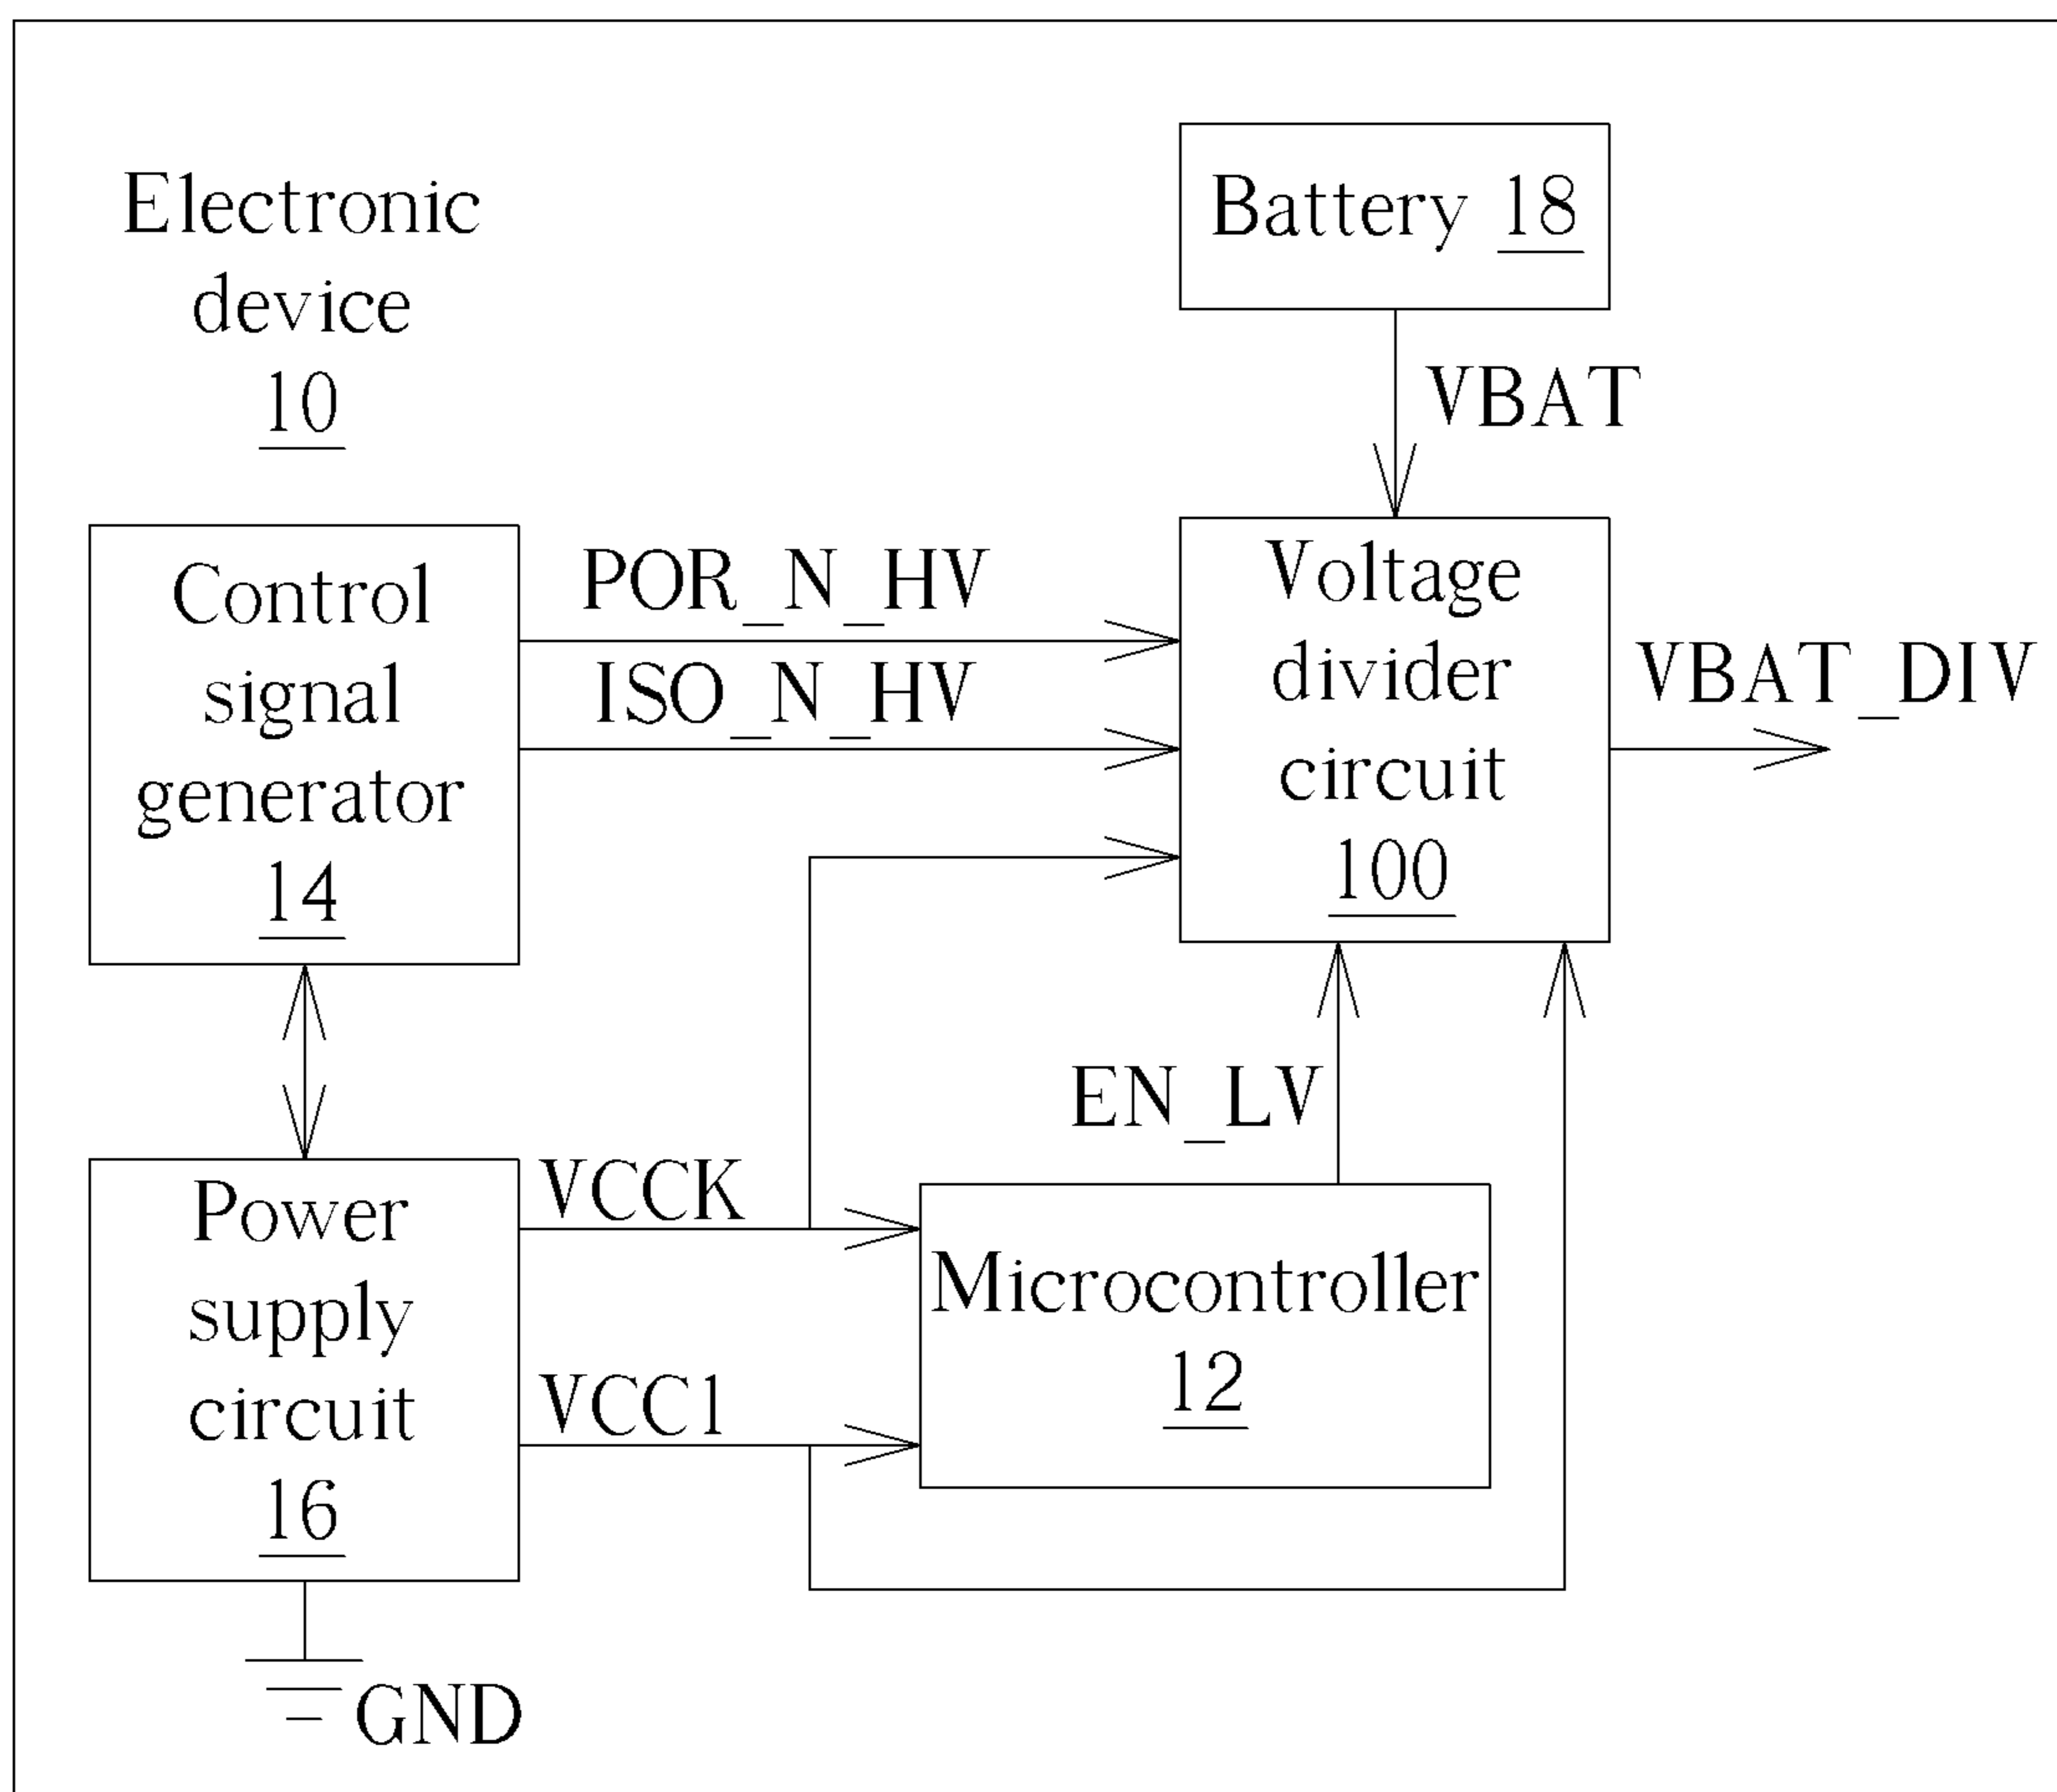 Electronic
device
10
Battery 18
VBAT
Control
signal
generator
14
POR_N_HV
ISO_N_HV
Voltage
divider
circuit
100
VBAT_DIV
EN_LV
Power
supply
circuit
16
VCCK
VCC1
Microcontroller
12
GND